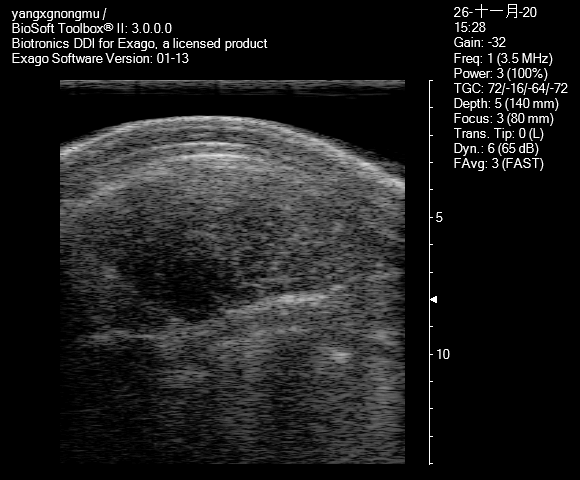 yangxgnongmu /
BioSoft Toolbox® II: 3.0.0.0
Biotronics DDI for Exago, a licensed product
Exago Software Version: 01-13
26-十一月-20
15:28
Gain: -32
Freq: 1 (3.5 MHz)
Power: 3 (100%)
TGC: 72/-16/-64/-72
Depth: 5 (140 mm)
Focus: 3 (80 mm)
Trans. Tip: 0 (L)
Dyn.: 6 (65 dB)
FAvg: 3 (FAST)
5
10